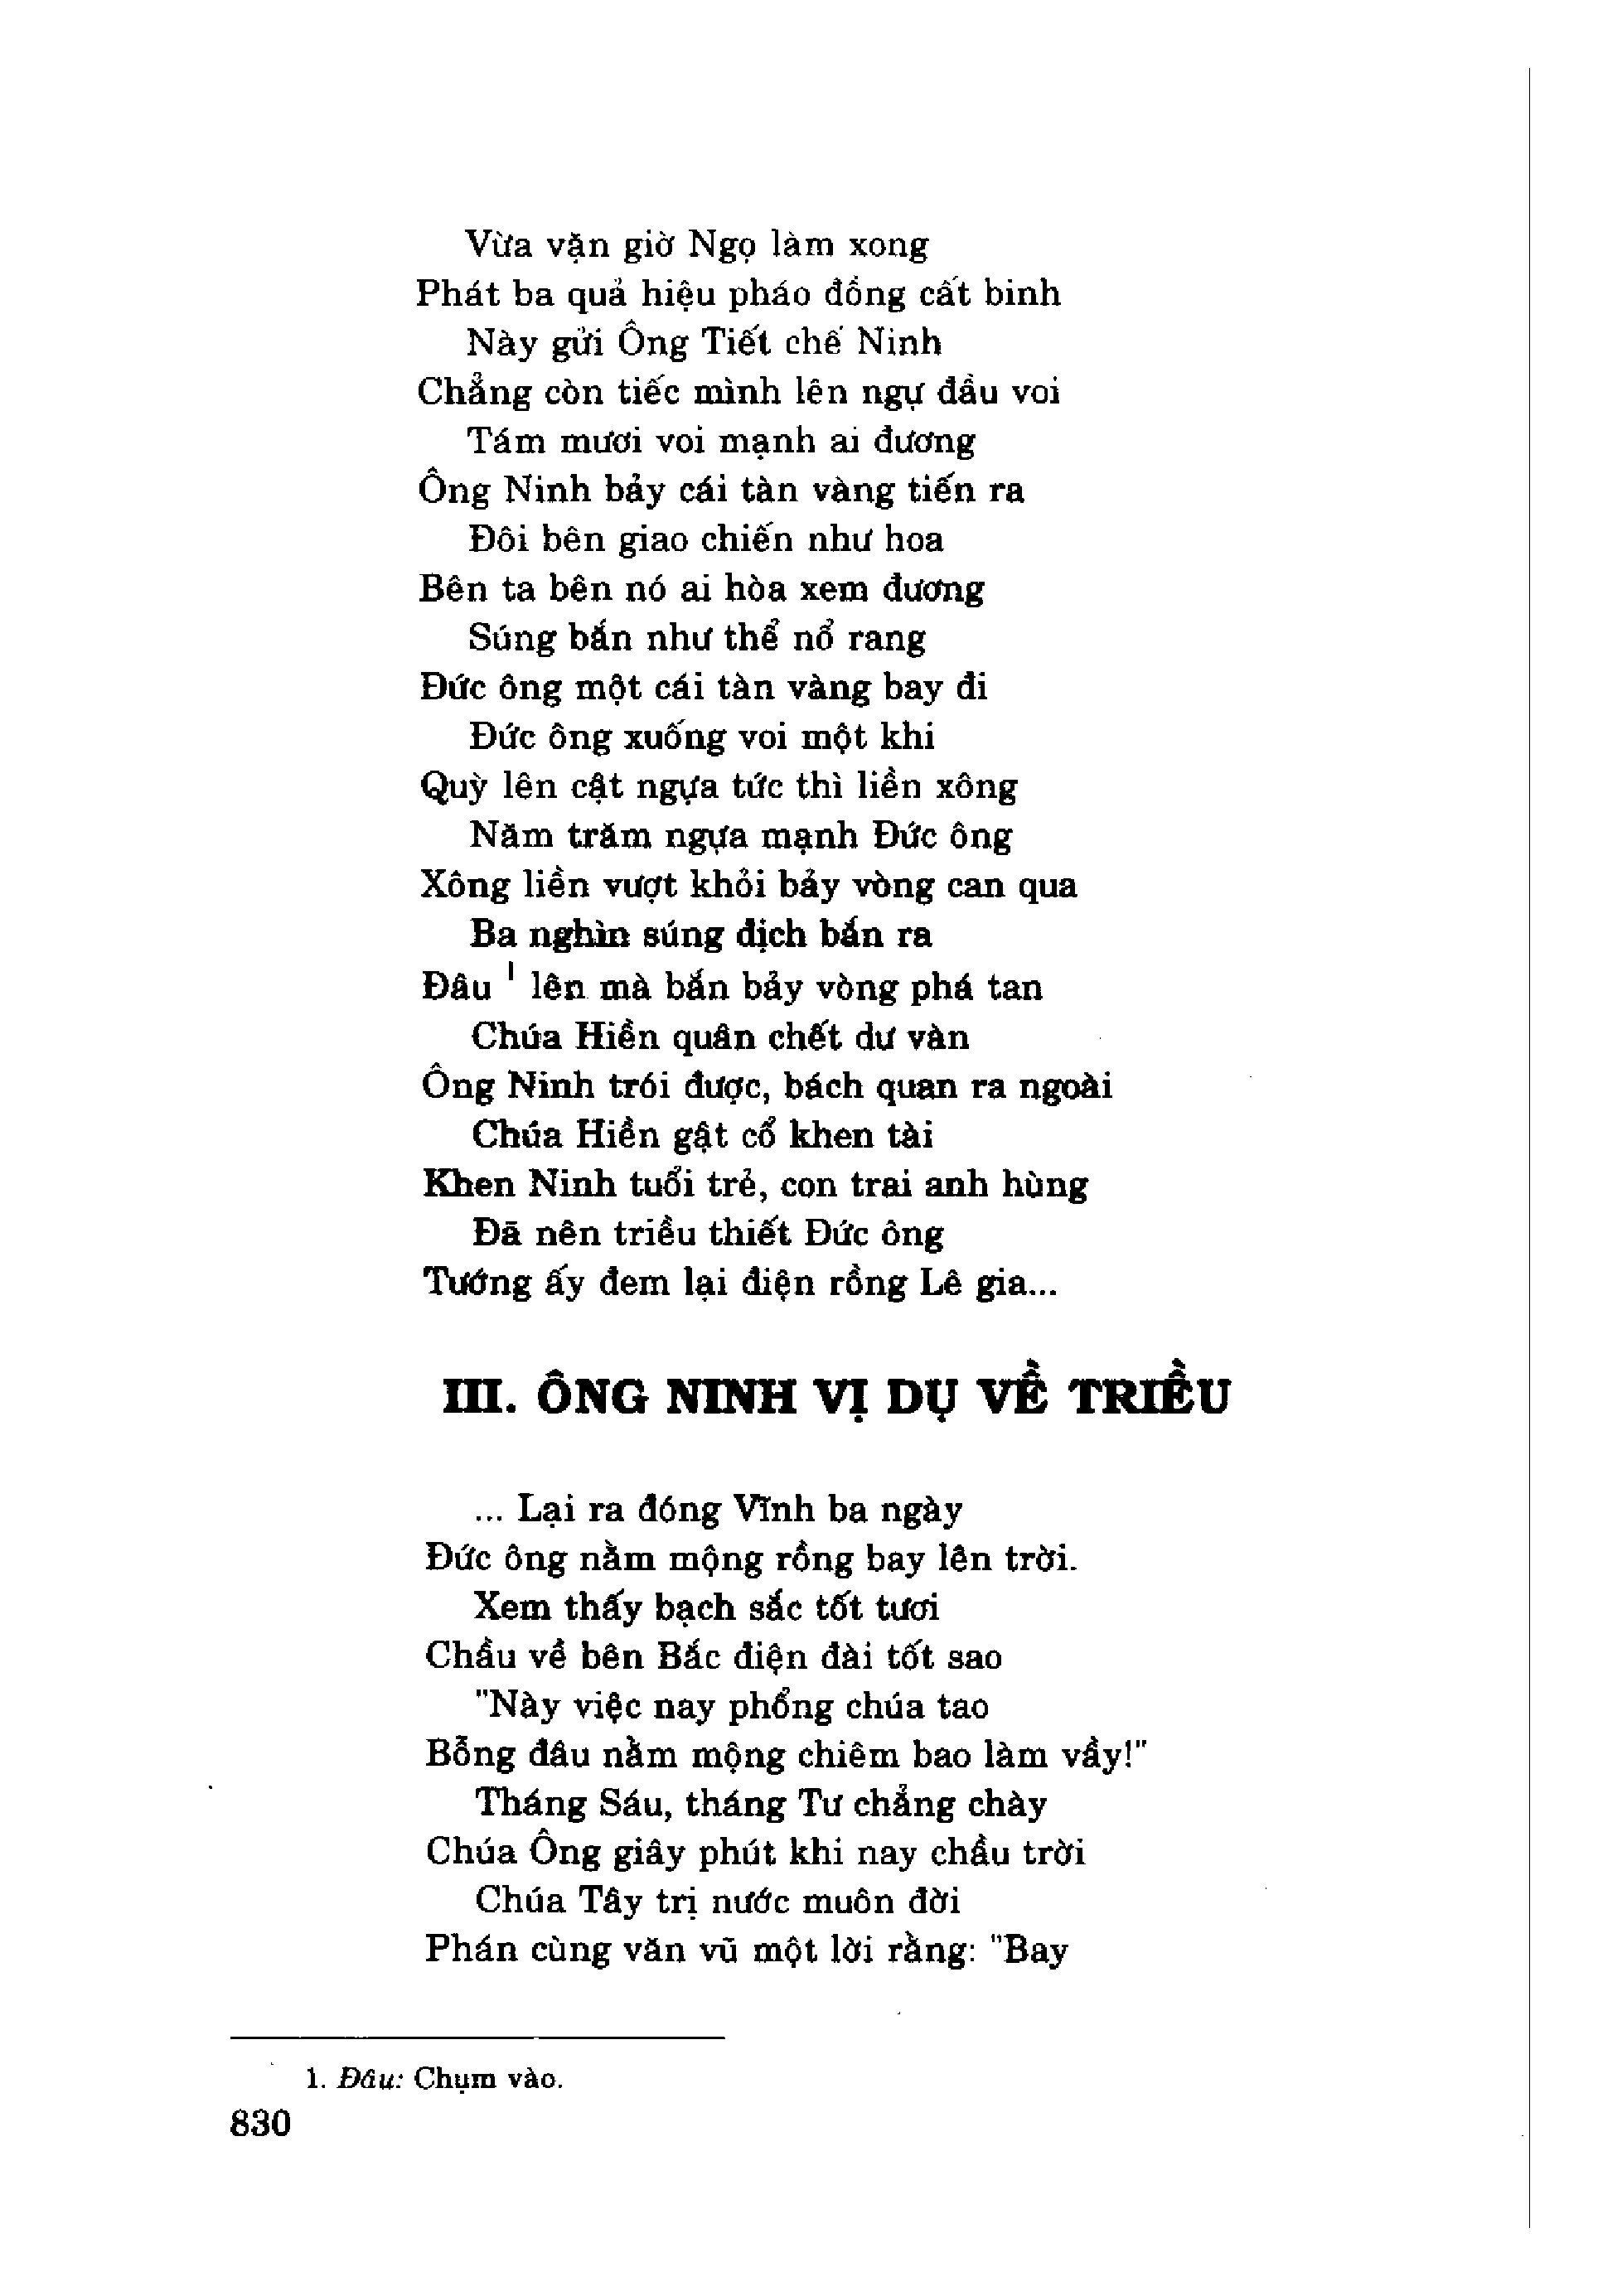 Vừa vặn giờ Ngọ làm xong
Phát ba quả hiệu pháo đồng cất binh
Này gửi Ông Tiết chế Ninh
Chẳng còn tiếc mình lên ngự đầu voi
Tám mươi voi mạnh ai đương
Ông Ninh bảy cái tàn vàng tiến ra
Đôi bên giao chiến như hoa
Bên ta bên nó ai hòa xem đương
Súng bắn như thể nổ rang
Đức ông một cái tàn vàng bay đi
Đức ông xuống voi một khi
Quỳ lên cật ngựa tức thì liền xông
Năm trăm ngựa mạnh Đức ông
Xông liền vượt khỏi bảy vòng can qua
Ba nghìn súng địch bắn ra
Đâu ¹ lên mà bắn bảy vòng phá tan
Chúa Hiền quân chết dư vàn
Ông Ninh trói được, bách quan ra ngoài
Chúa Hiền gật cổ khen tài
Khen Ninh tuổi trẻ, con trai anh hùng
Đã nên triều thiết Đức ông
Tướng ấy đem lại điện rồng Lê gia...
III. ÔNG NINH VỊ DỤ VỀ TRIỀU
... Lại ra đóng Vĩnh ba ngày
Đức ông nằm mộng rồng bay lên trời.
Xem thấy bạch sắc tốt tươi
Chầu về bên Bắc điện đài tốt sao
"Này việc nay phổng chúa tao
Bỗng đâu nằm mộng chiêm bao làm vầy!"
Tháng Sáu, tháng Tư chẳng chày
Chúa Ông giây phút khi nay chầu trời
Chúa Tây trị nước muôn đời
Phán cùng văn vũ một lời rằng: "Bay
1. Đâu: Chụm vào.
830